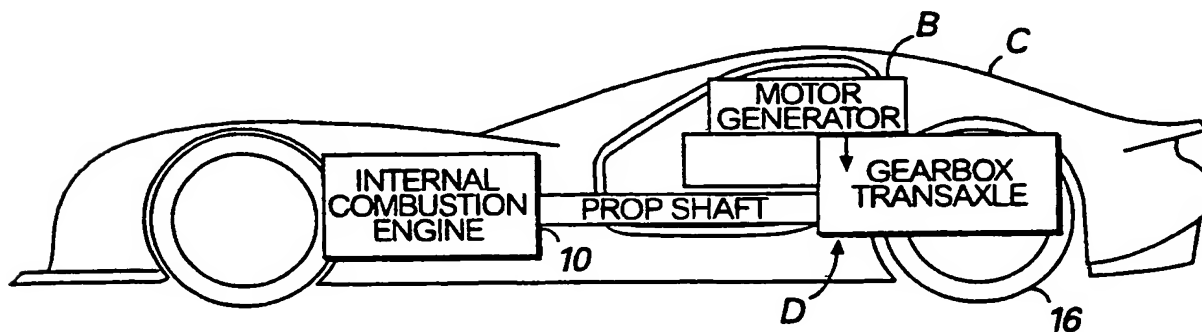 B
C
MOTOR
GENERATOR
INTERNAL
COMBUSTION
ENGINE
PROP SHAFT
GEARBOX
TRANSAXLE
10
D
16